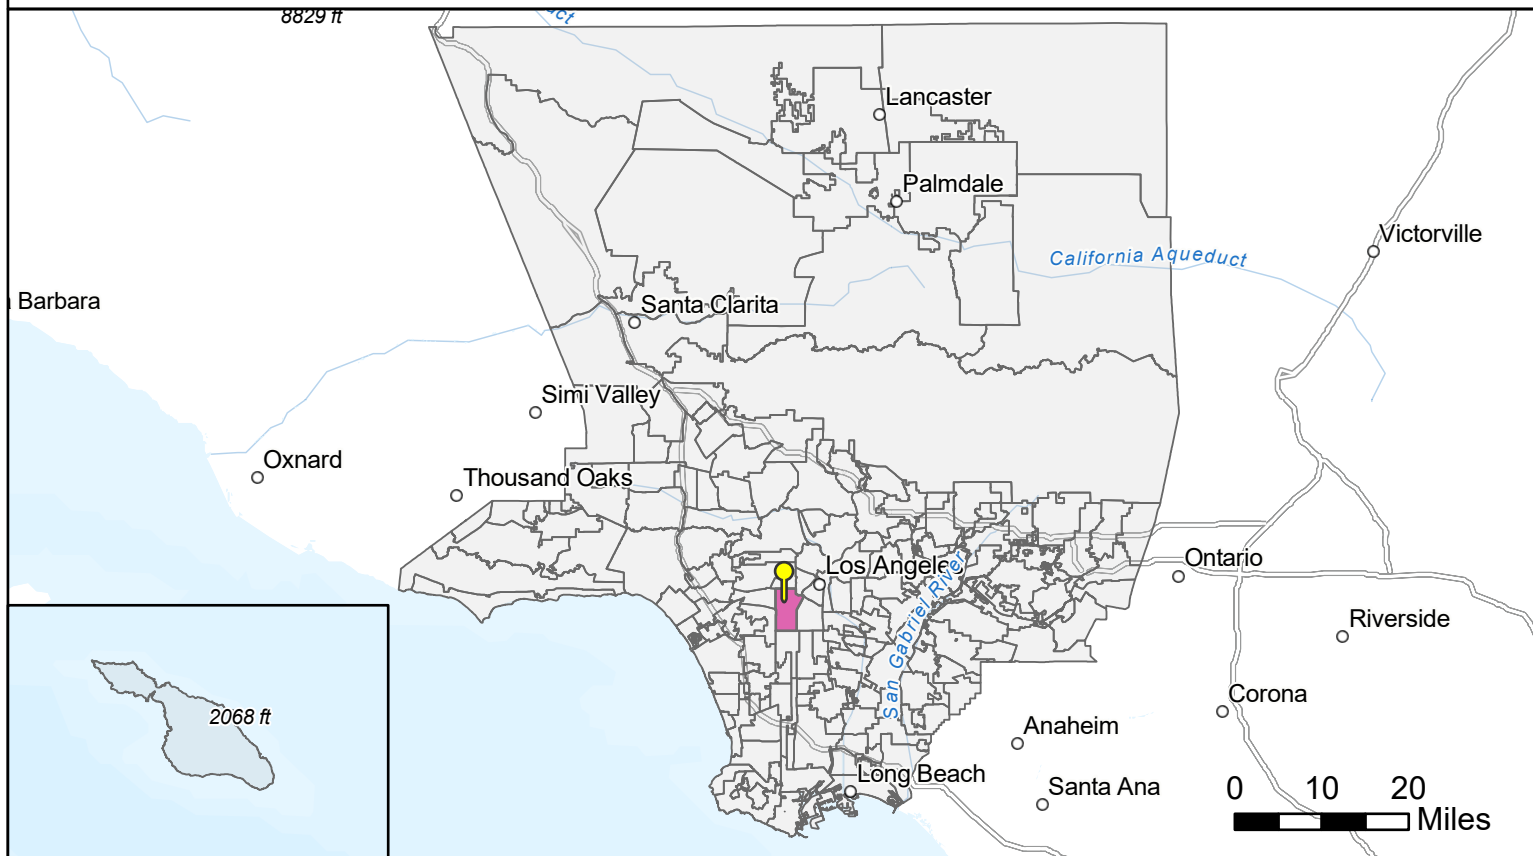 8829 ft
uct
Lancaster
Palmdale
Victorville
California Aqueduct
Barbara
Santa Clarita
Simi Valley
Oxnard
Thousand Oaks
Los Angeles
Ontario
San Gabriel River
Riverside
2068 ft
Corona
Anaheim
Long Beach
Santa Ana
0 10 20
Miles